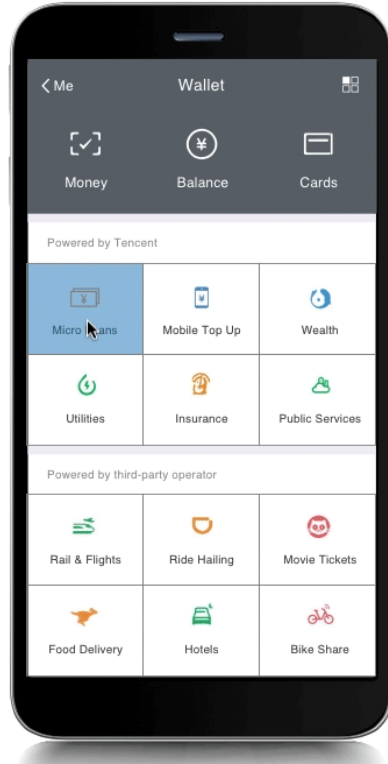 Me
Wallet
Money
Balance
Cards
Powered by Tencent
¥
Micro
Mobile Top Up
Wealth
Utilities
Insurance
Public Services
Powered by third-party operator
Rail & Flights
Ride Hailing
Movie Tickets
Food Delivery
Hotels
Bike Share